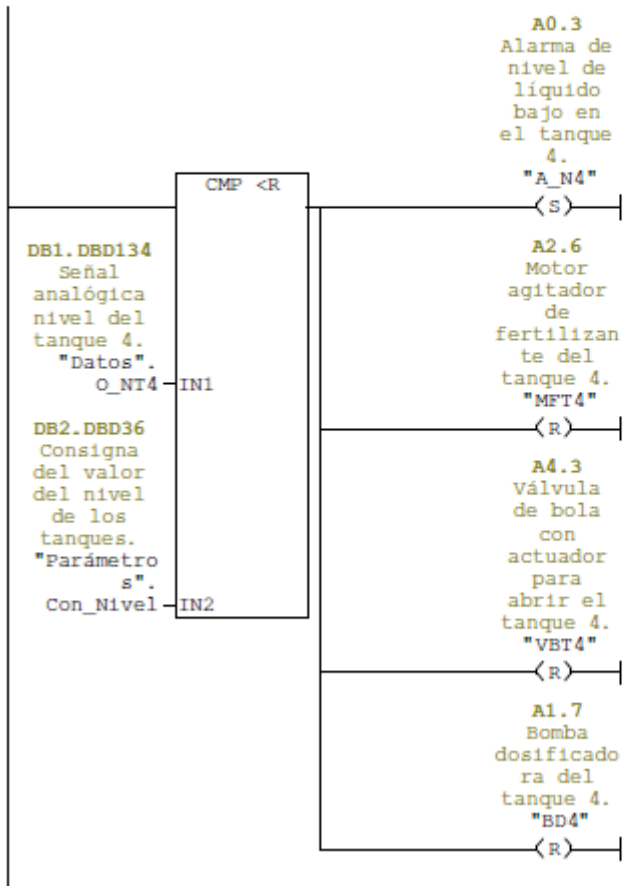 A0.3
Alarma de
nivel de
líquido
bajo en
el tanque
4.
"A_N4"
CMP <R
S
DB1.DBD134
Señal
analógica
nivel del
tanque 4.
"Datos".
O_NT4
IN1
A2.6
Motor
agitador
de
fertilizan
te del
tanque 4.
"MFT4"
R
DB2.DBD36
Consigna
del valor
del nivel
de los
tanques.
"Parámetro
s".
Con_Nivel
IN2
A4.3
Válvula
de bola
con
actuador
para
abrir el
tanque 4.
"VBT4"
R
A1.7
Bomba
dosificado
ra del
tanque 4.
"BD4"
R